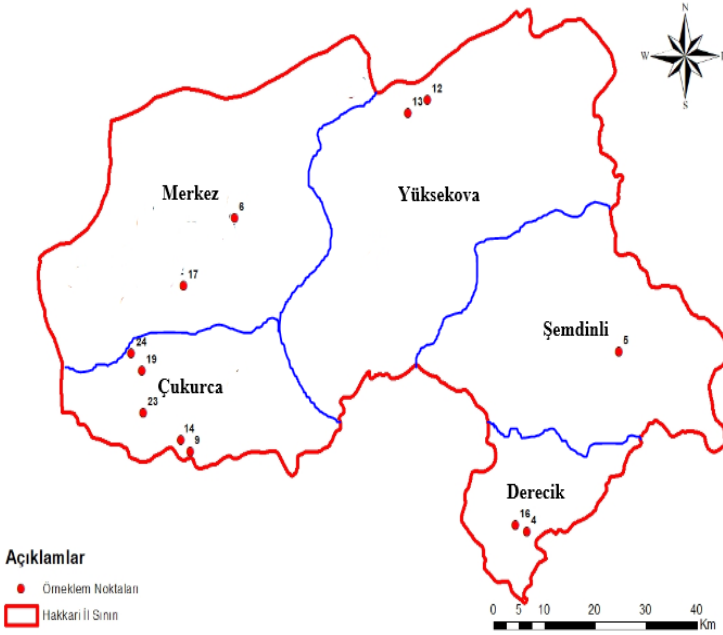 N
W
S
12
13
Merkez
Yüksekova
6
17
Şemdinli
5
24
19
Çukurca
23
14
9
Derecik
16
4
Açıklamlar
Örneklem Noktaları
Hakkari İl Sınırı
0 5 10 20 30 40
Km